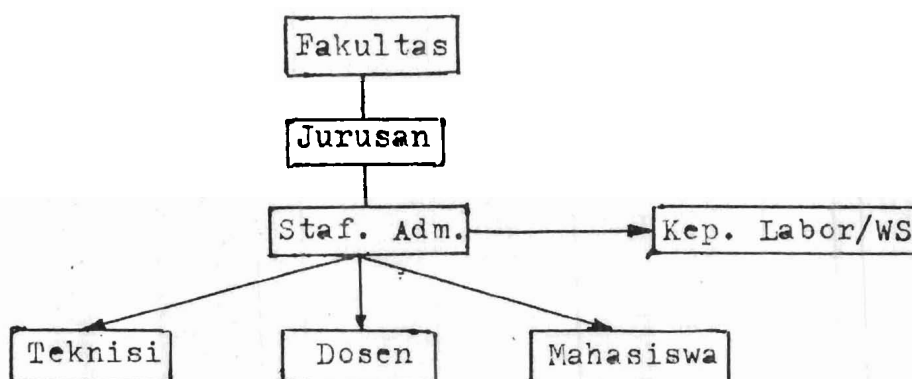 Fakultas
Jurusan
Staf. Adm.
Kep. Labor/WS
Teknisi
Dosen
Mahasiswa